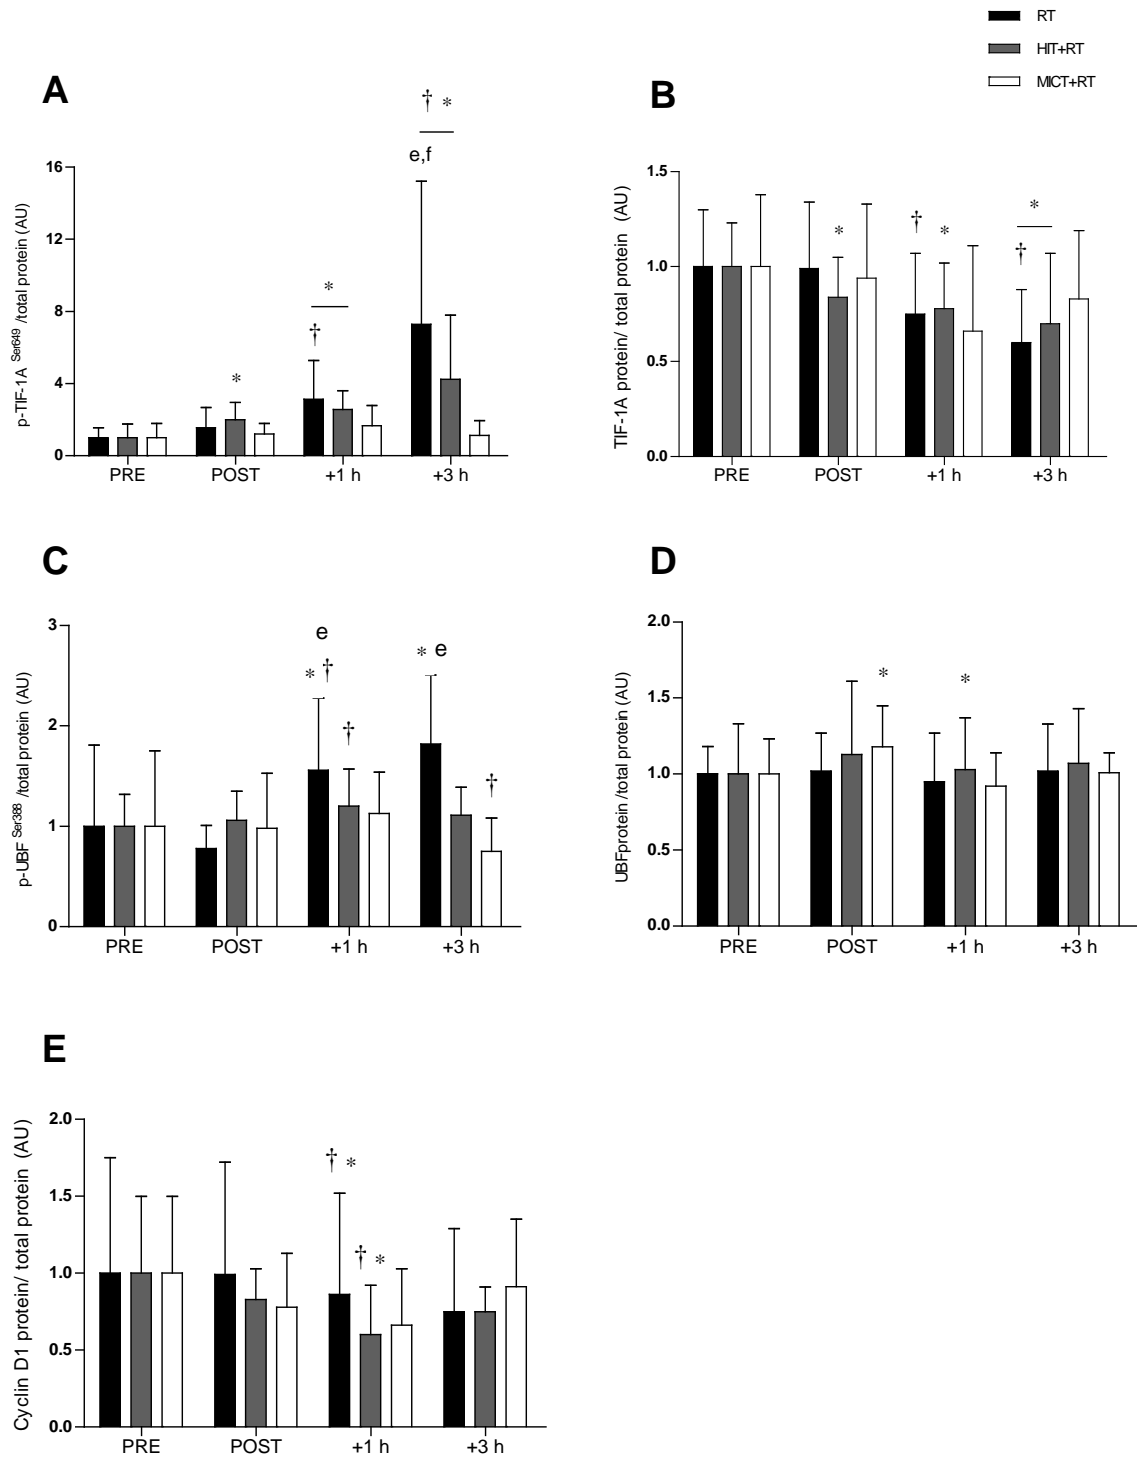 RT
HIT+RT
MICT+RT
A
† *
e,f
*
†
*
16
12
8
4
0
p-TIF-1A Ser649 /total protein (AU)
PRE POST +1 h +3 h
B
*
† * *
†
1.5
1.0
0.5
0.0
TIF-1A protein/ total protein (AU)
PRE POST +1 h +3 h
C
e
* † * e
†
†
3
2
1
0
p-UBF Ser388 /total protein (AU)
PRE POST +1 h +3 h
D
* *
2.0
1.5
1.0
0.5
0.0
UBFprotein /total protein (AU)
PRE POST +1 h +3 h
E
† *
† *
2.0
1.5
1.0
0.5
0.0
Cyclin D1 protein/ total protein (AU)
PRE POST +1 h +3 h